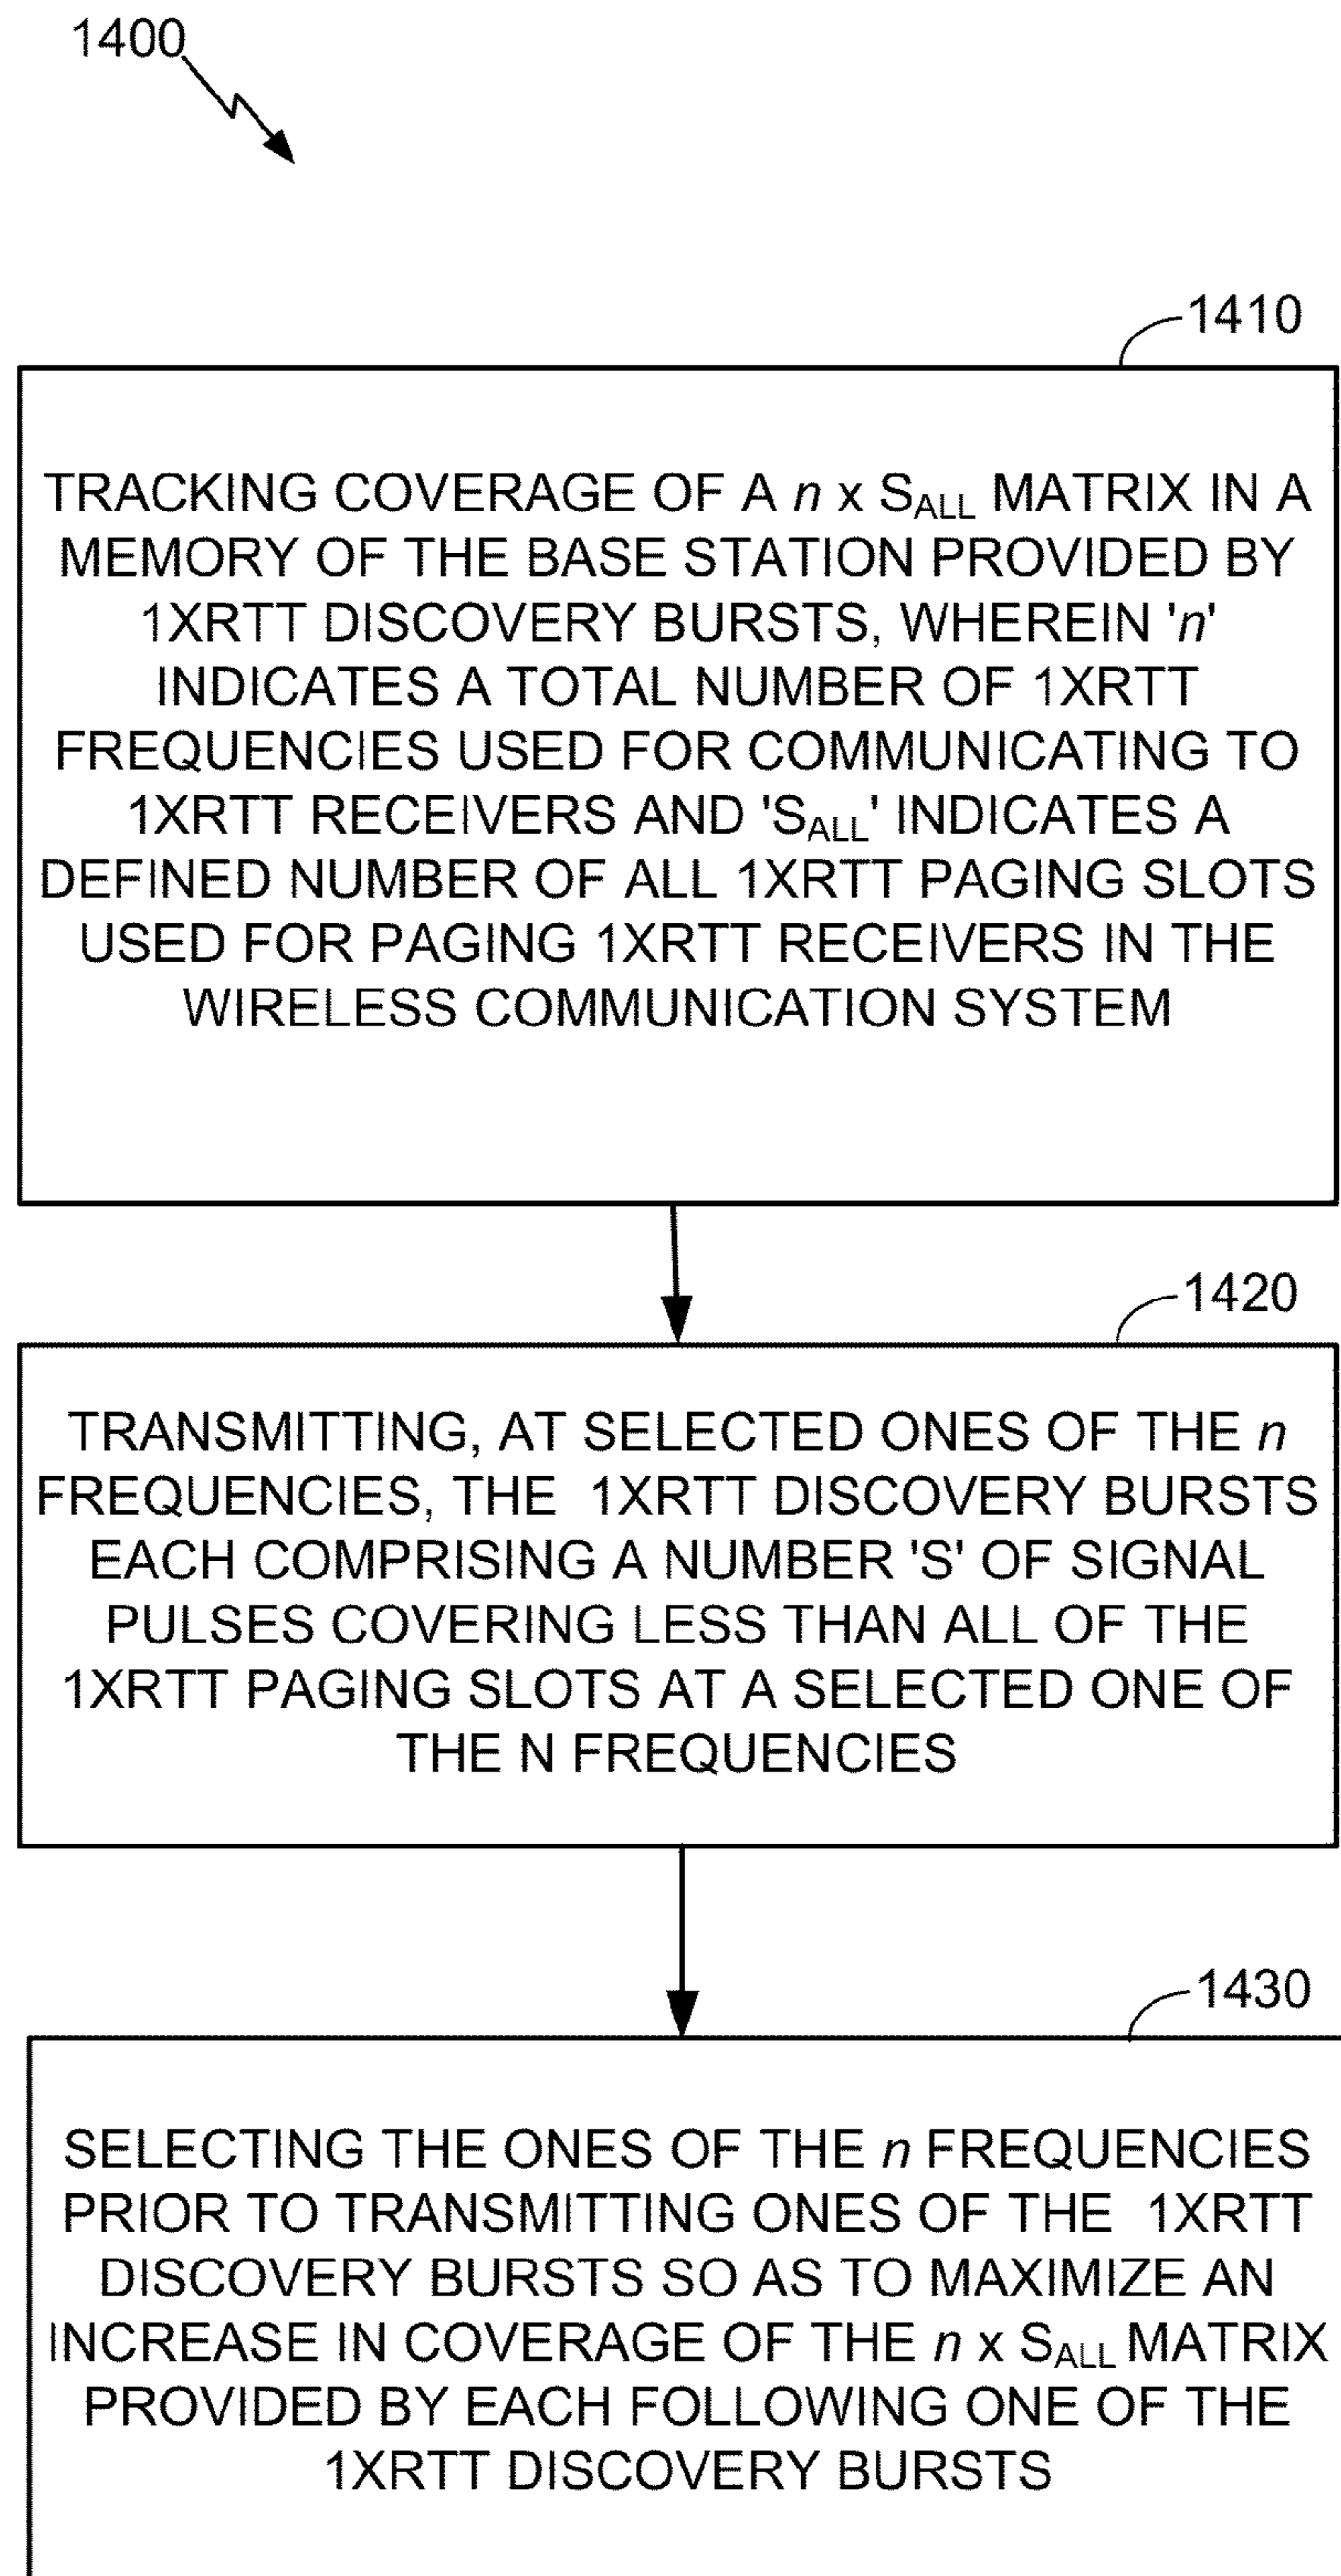 1400
1410
TRACKING COVERAGE OF A n x SALL MATRIX IN A
MEMORY OF THE BASE STATION PROVIDED BY
1XRTT DISCOVERY BURSTS, WHEREIN 'n'
INDICATES A TOTAL NUMBER OF 1XRTT
FREQUENCIES USED FOR COMMUNICATING TO
1XRTT RECEIVERS AND 'SALL' INDICATES A
DEFINED NUMBER OF ALL 1XRTT PAGING SLOTS
USED FOR PAGING 1XRTT RECEIVERS IN THE
WIRELESS COMMUNICATION SYSTEM
1420
TRANSMITTING, AT SELECTED ONES OF THE n
FREQUENCIES, THE 1XRTT DISCOVERY BURSTS
EACH COMPRISING A NUMBER 'S' OF SIGNAL
PULSES COVERING LESS THAN ALL OF THE
1XRTT PAGING SLOTS AT A SELECTED ONE OF
THE N FREQUENCIES
1430
SELECTING THE ONES OF THE n FREQUENCIES
PRIOR TO TRANSMITTING ONES OF THE 1XRTT
DISCOVERY BURSTS SO AS TO MAXIMIZE AN
INCREASE IN COVERAGE OF THE n x SALL MATRIX
PROVIDED BY EACH FOLLOWING ONE OF THE
1XRTT DISCOVERY BURSTS